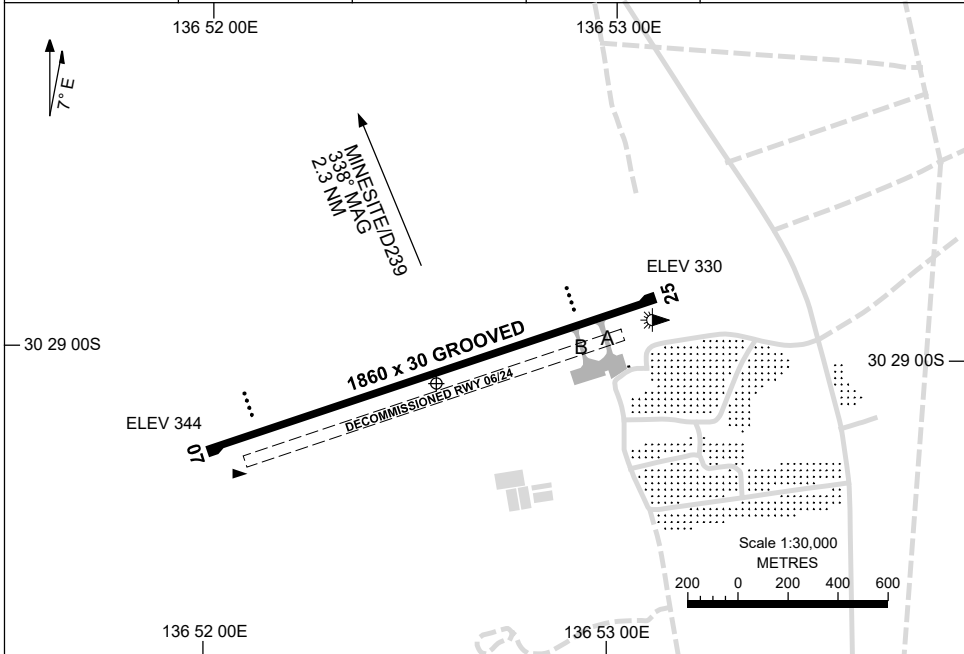 136 52 00E
136 53 00E
7° E
MINESITE/D239
338° MAG
2.3 NM
ELEV 330
25
1860 x 30 GROOVED
A
B
30 29 00S
30 29 00S
DECOMMISSIONED RWY 06/24
ELEV 344
07
Scale 1:30,000
METRES
200 0 200 400 600
136 52 00E
136 53 00E